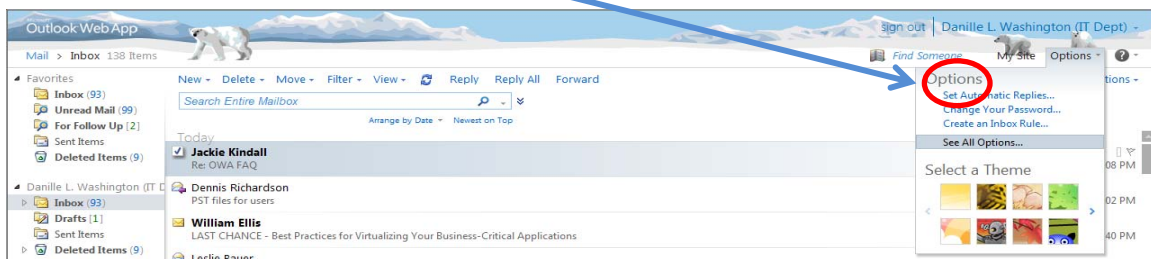 Outlook Web App
sign out | Danille L. Washington (IT Dept)
Mail > Inbox 138 Items
Find Someone My Site Options
Favorites
Inbox (93)
Unread Mail (99)
For Follow Up [2]
Sent Items
Deleted Items (9)
Danille L. Washington (IT D
Inbox (93)
Drafts [1]
Sent Items
Deleted Items (9)
New Delete Move Filter View Reply Reply All Forward
Search Entire Mailbox
Arrange by Date Newest on Top
Today
Jackie Kindall
Re: OWA FAQ
08 PM
Dennis Richardson
PST files for users
02 PM
William Ellis
LAST CHANCE - Best Practices for Virtualizing Your Business-Critical Applications
40 PM
Options
tions
Set Automatic Replies...
Change Your Password...
Create an Inbox Rule...
See All Options...
Select a Theme